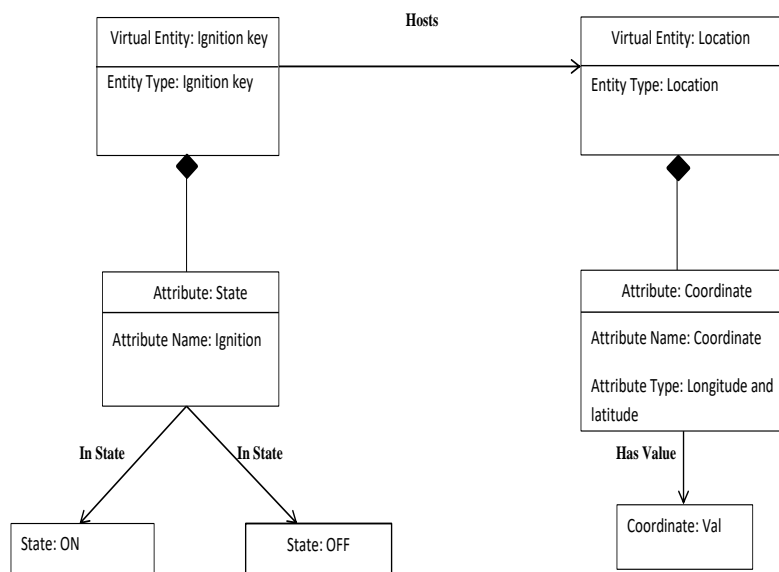 Hosts
Virtual Entity: Ignition key
Entity Type: Ignition key
Virtual Entity: Location
Entity Type: Location
Attribute: State
Attribute Name: Ignition
Attribute: Coordinate
Attribute Name: Coordinate
Attribute Type: Longitude and
latitude
In State
In State
Has Value
State: ON
State: OFF
Coordinate: Val